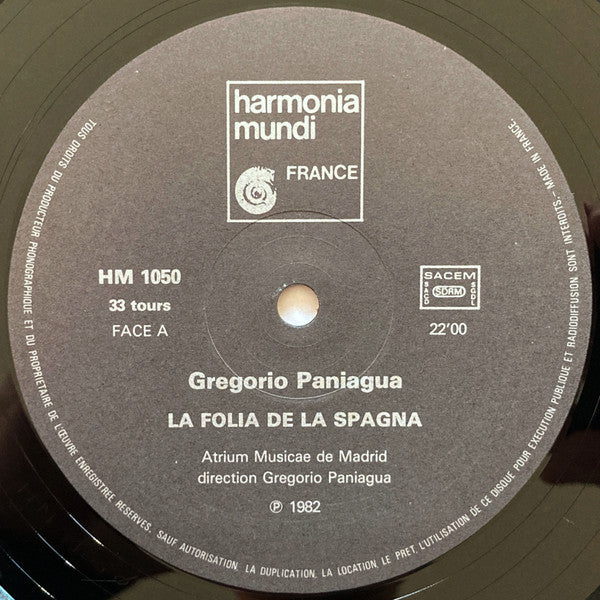 harmonia
mundi
FRANCE
HM 1050
33 tours
FACE A
SACEM
SACD
SDRM
SGDL
22'00
Gregorio Paniagua
LA FOLIA DE LA SPAGNA
Atrium Musicae de Madrid
direction Gregorio Paniagua
℗ 1982
TOUS DROITS DU PRODUCTEUR PHONOGRAPHIQUE ET DU PROPRIETAIRE DE L'ŒUVRE ENREGISTREE RESERVES. SAUF AUTORISATION. LA DUPLICATION, LA LOCATION, LE PRET, L'UTILISATION DE CE DISQUE POUR EXECUTION PUBLIQUE ET RADIODIFFUSION SONT INTERDITS - MADE IN FRANCE.